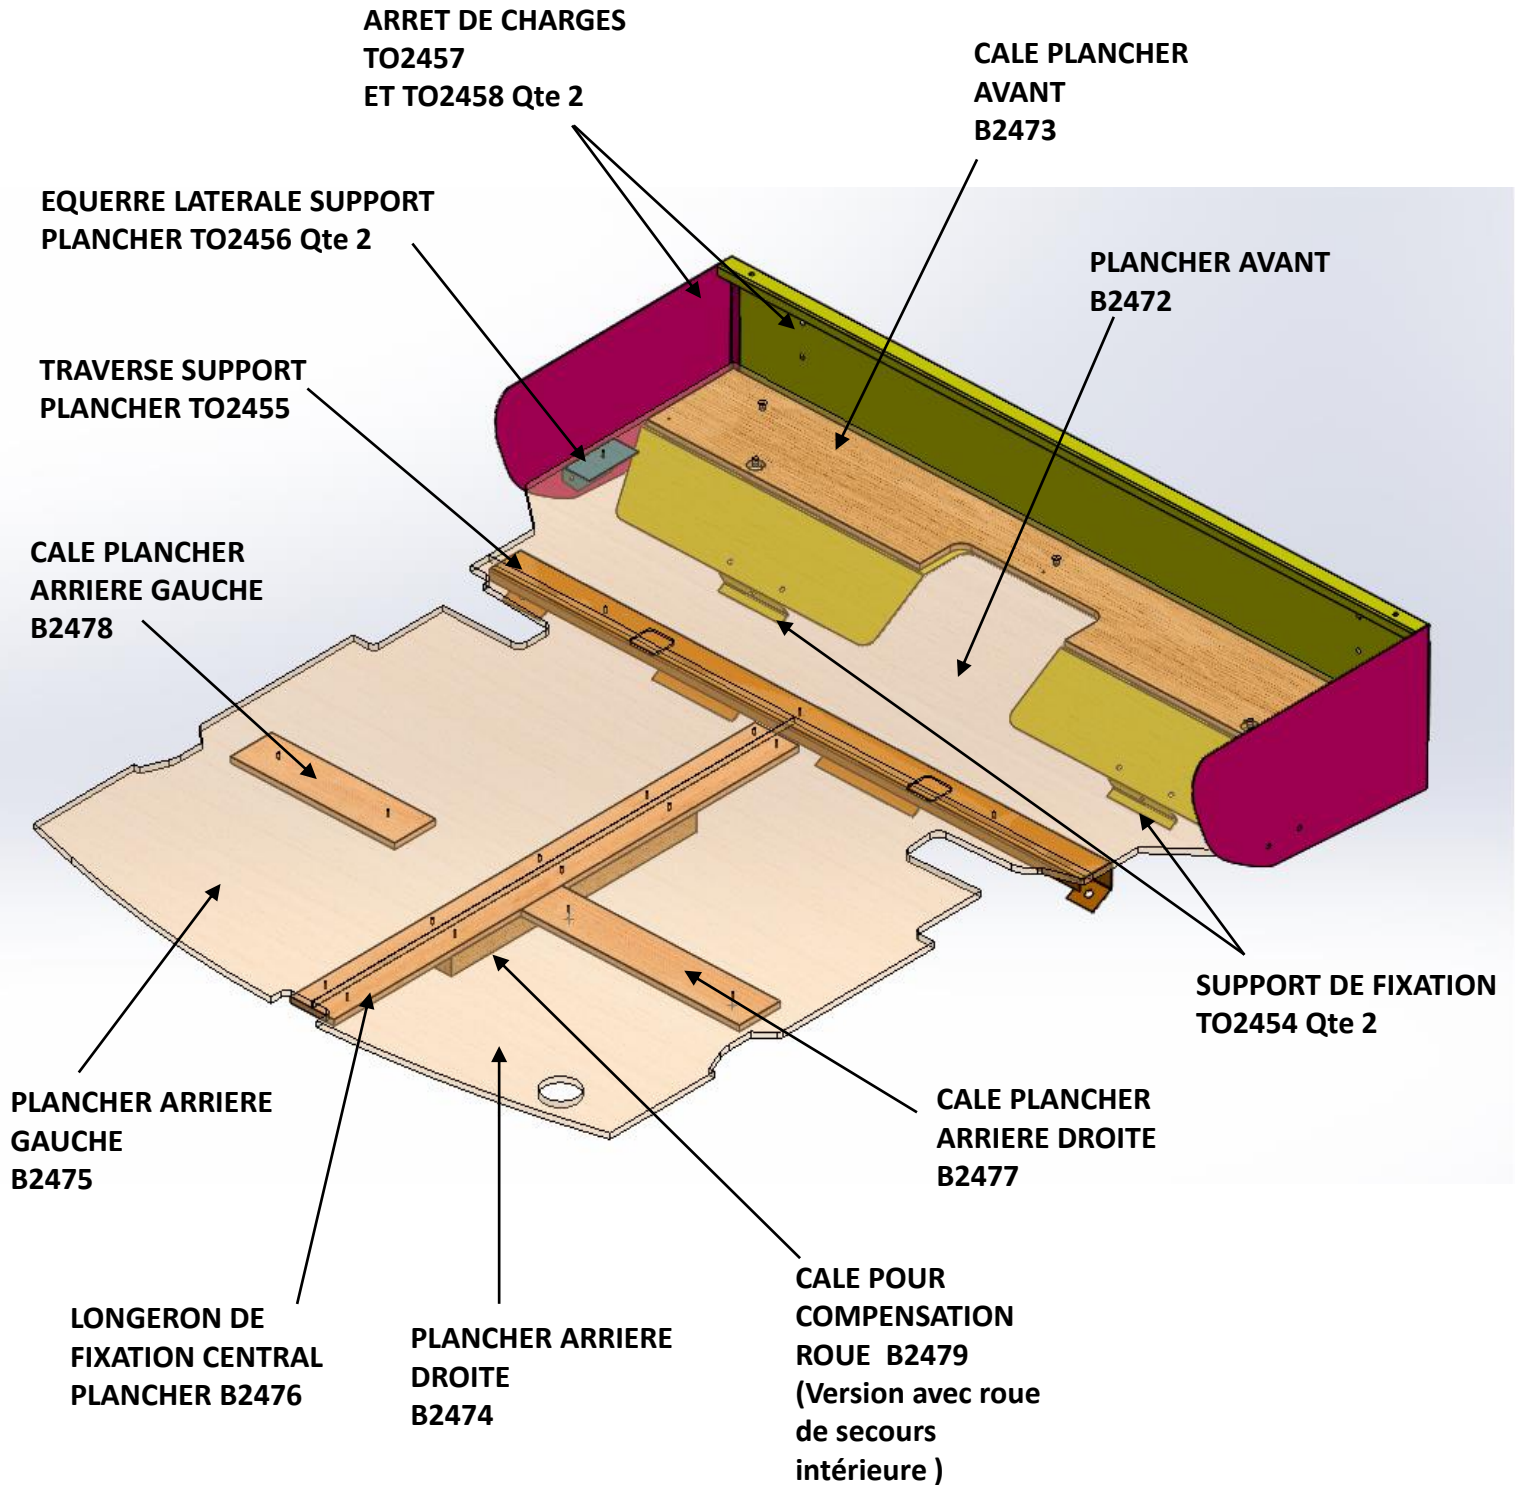 ARRET DE CHARGES
TO2457
ET TO2458 Qte 2
CALE PLANCHER
AVANT
B2473
EQUERRE LATERALE SUPPORT
PLANCHER TO2456 Qte 2
PLANCHER AVANT
B2472
TRAVERSE SUPPORT
PLANCHER TO2455
CALE PLANCHER
ARRIERE GAUCHE
B2478
SUPPORT DE FIXATION
TO2454 Qte 2
PLANCHER ARRIERE
GAUCHE
B2475
CALE PLANCHER
ARRIERE DROITE
B2477
LONGERON DE
FIXATION CENTRAL
PLANCHER B2476
PLANCHER ARRIERE
DROITE
B2474
CALE POUR
COMPENSATION
ROUE B2479
(Version avec roue
de secours
intérieure )